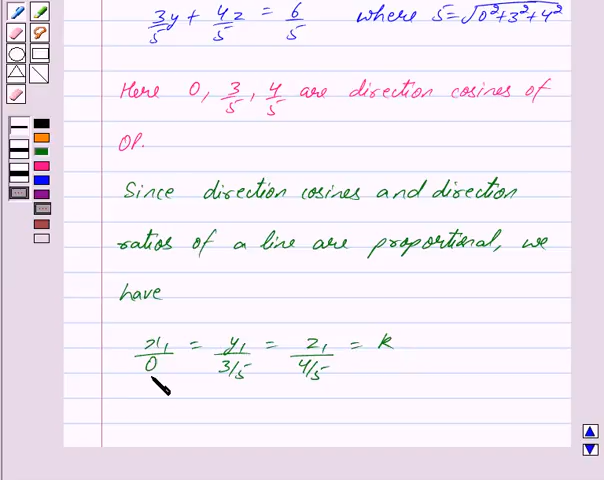 3/5 y + 4/5 z = 6/5 where 5 = √0²+3²+4²
Here 0, 3/5, 4/5 are direction cosines of
OP.
Since direction cosines and direction
ratios of a line are proportional, we
have
x₁/0 = y₁/3/5 = z₁/4/5 = k